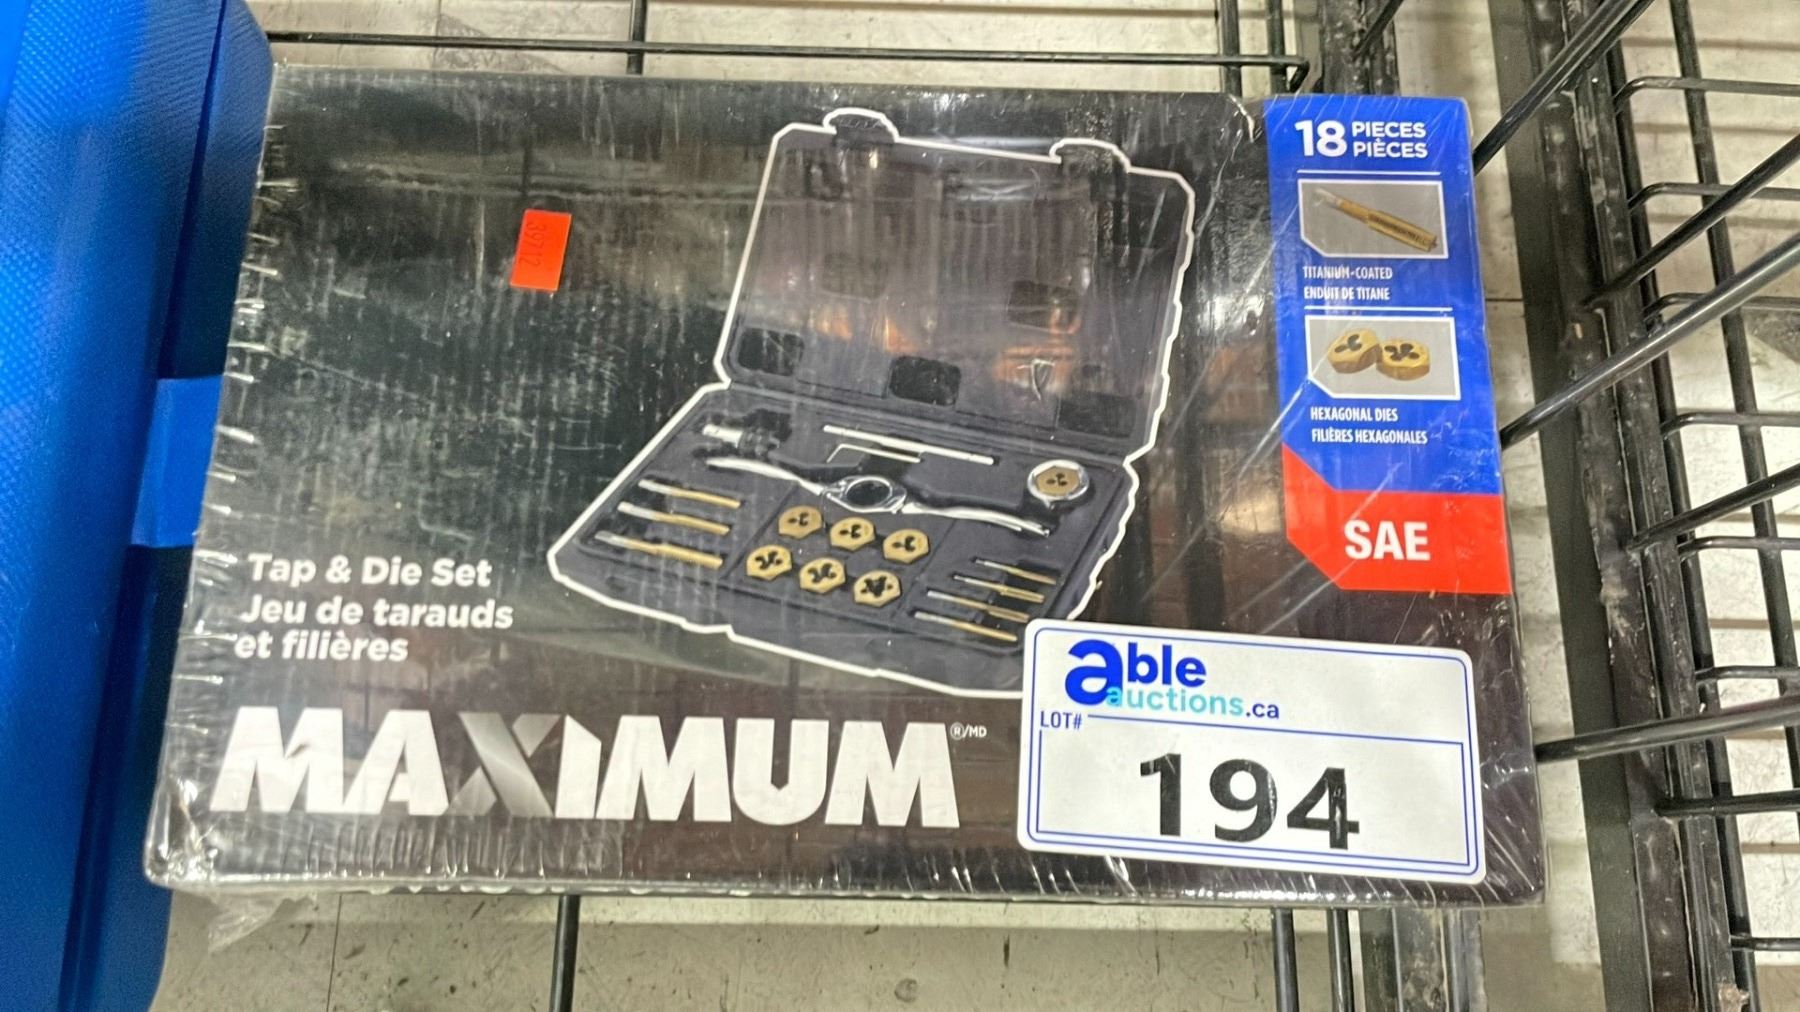 18 PIECES
PIÈCES
TITANIUM-COATED
ENDUIT DE TITANE
HEXAGONAL DIES
FILIÈRES HEXAGONALES
SAE
39712
Tap & Die Set
Jeu de tarauds
et filières
MAXIMUM ®/MD
able
auctions.ca
LOT#
194